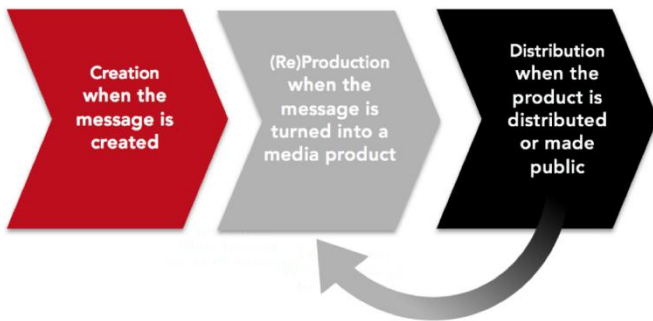 Creation
when the
message is
created
(Re)Production
when the
message is
turned into a
media product
Distribution
when the
product is
distributed
or made
public